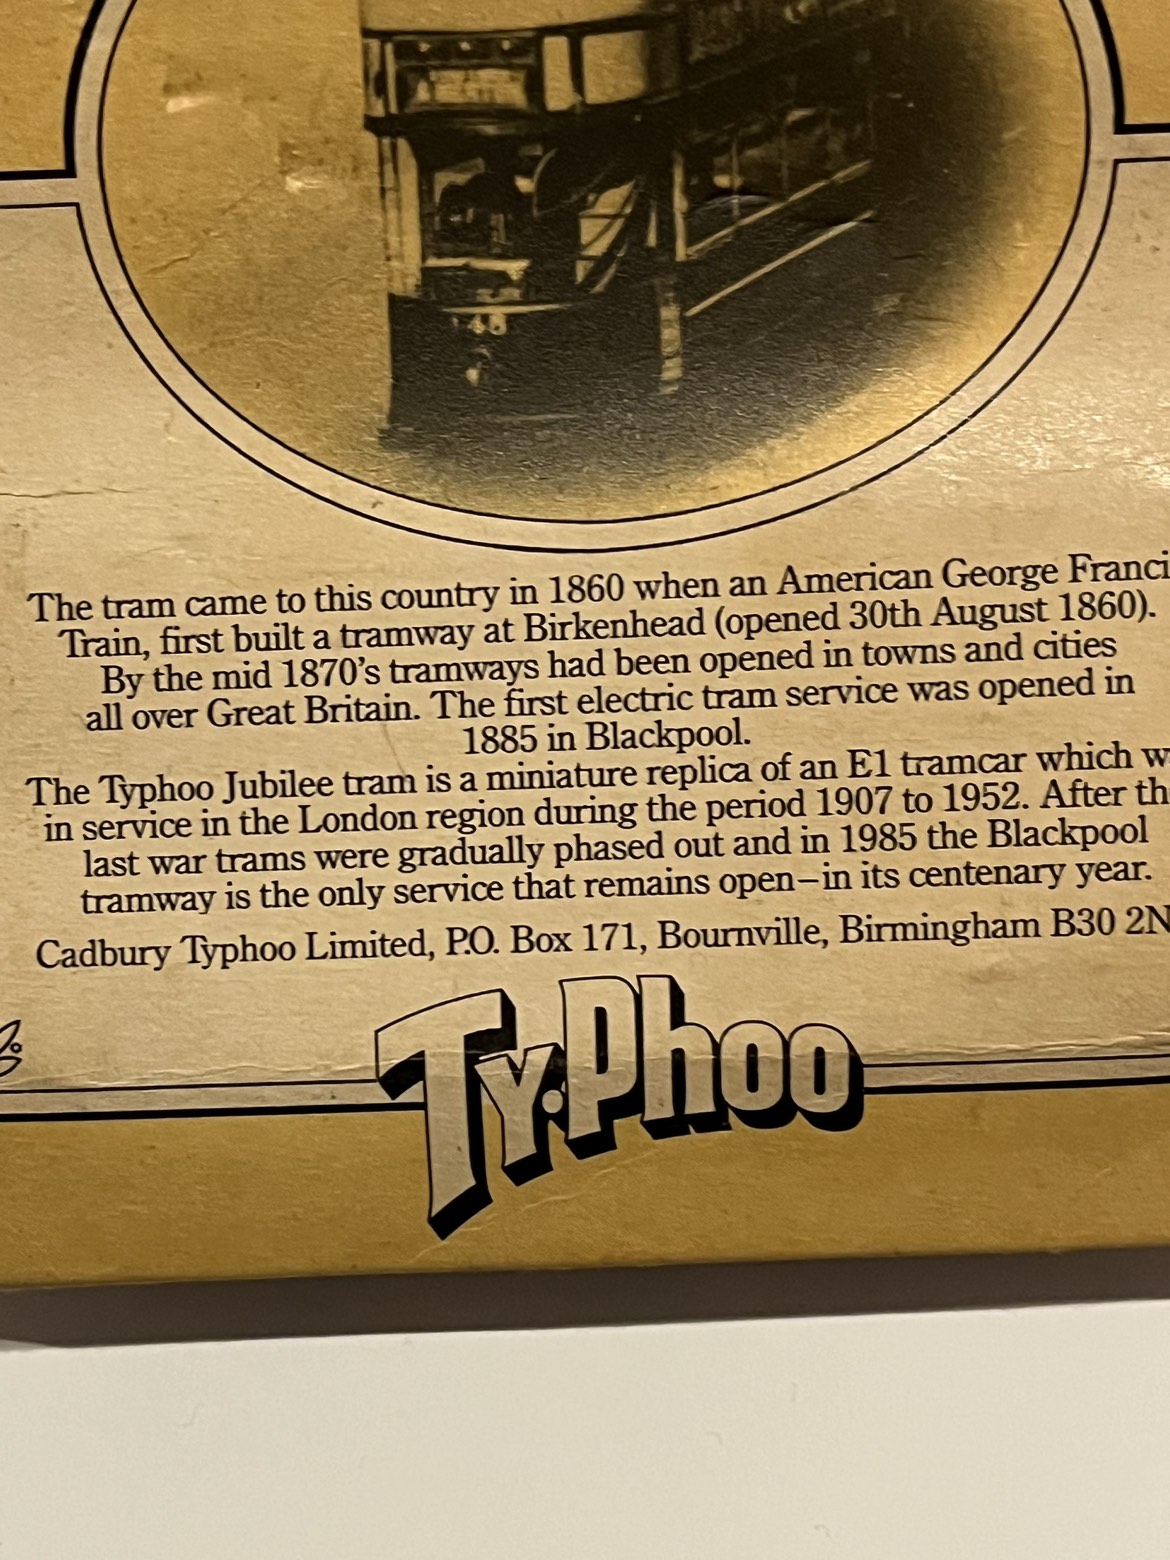 48
The tram came to this country in 1860 when an American George Franci
Train, first built a tramway at Birkenhead (opened 30th August 1860).
By the mid 1870's tramways had been opened in towns and cities
all over Great Britain. The first electric tram service was opened in
1885 in Blackpool.
The Typhoo Jubilee tram is a miniature replica of an E1 tramcar which w
in service in the London region during the period 1907 to 1952. After th
last war trams were gradually phased out and in 1985 the Blackpool
tramway is the only service that remains open–in its centenary year.
Cadbury Typhoo Limited, P.O. Box 171, Bournville, Birmingham B30 2N
Ty·Phoo